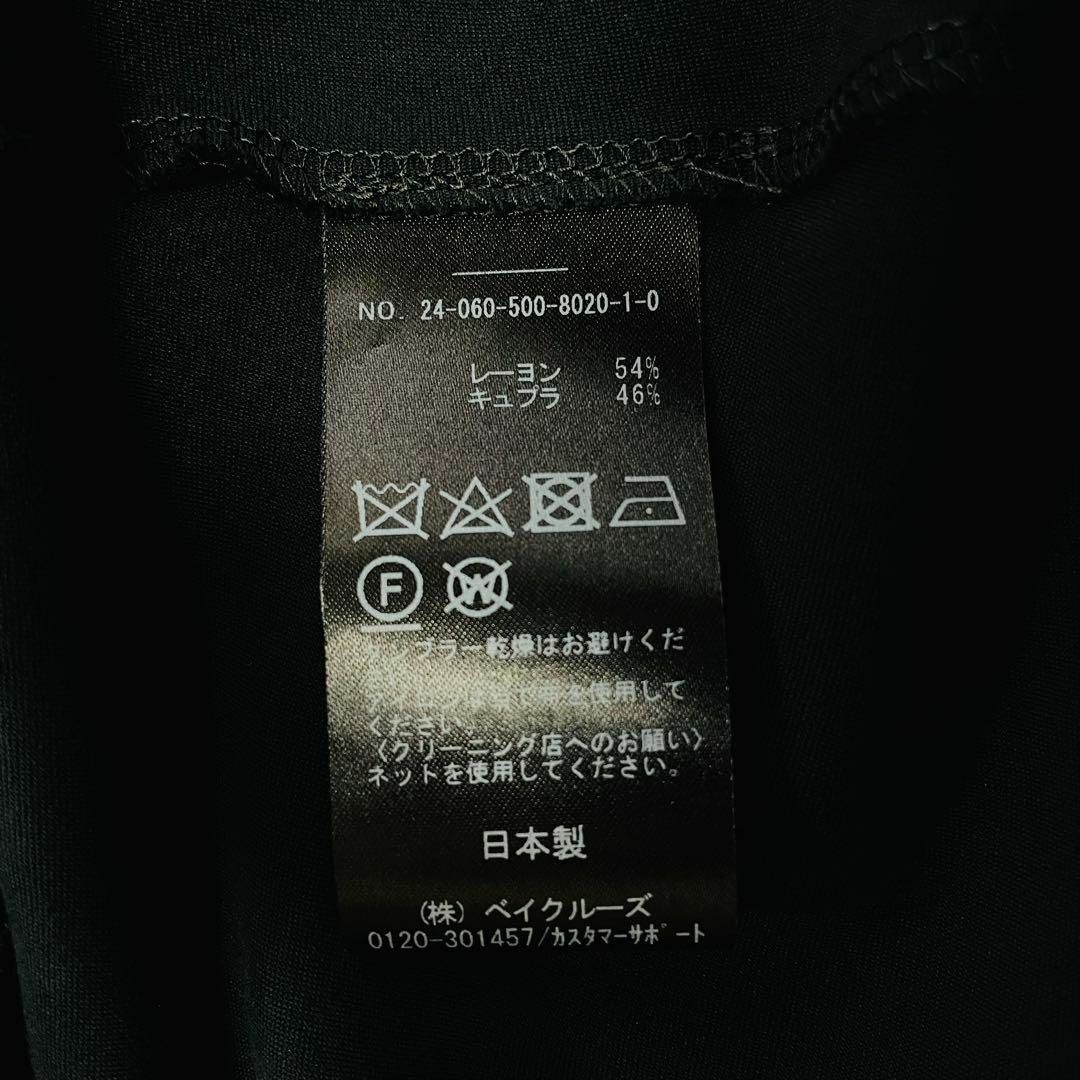 NO. 24-060-500-8020-1-0
レーヨン 54%
キュプラ 46%
F
W
タンブラー乾燥はお避けくだ
を使用して
ください。
〈クリーニング店へのお願い〉
ネットを使用してください。
日本製
(株) ベイクルーズ
0120-301457/カスタマーサポート